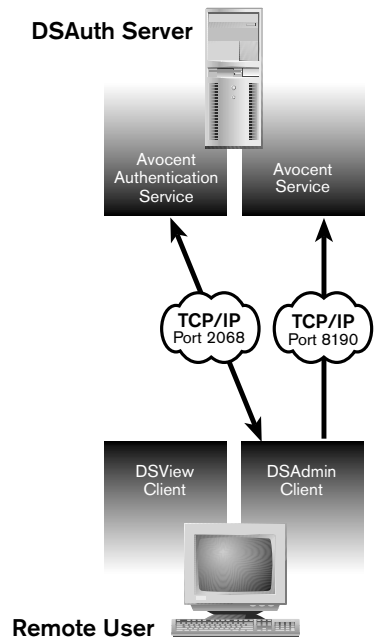 DSAuth Server
Avocent
Authentication
Service
Avocent
Service
TCP/IP
Port 2068
TCP/IP
Port 8190
DSView
Client
DSAdmin
Client
Remote User